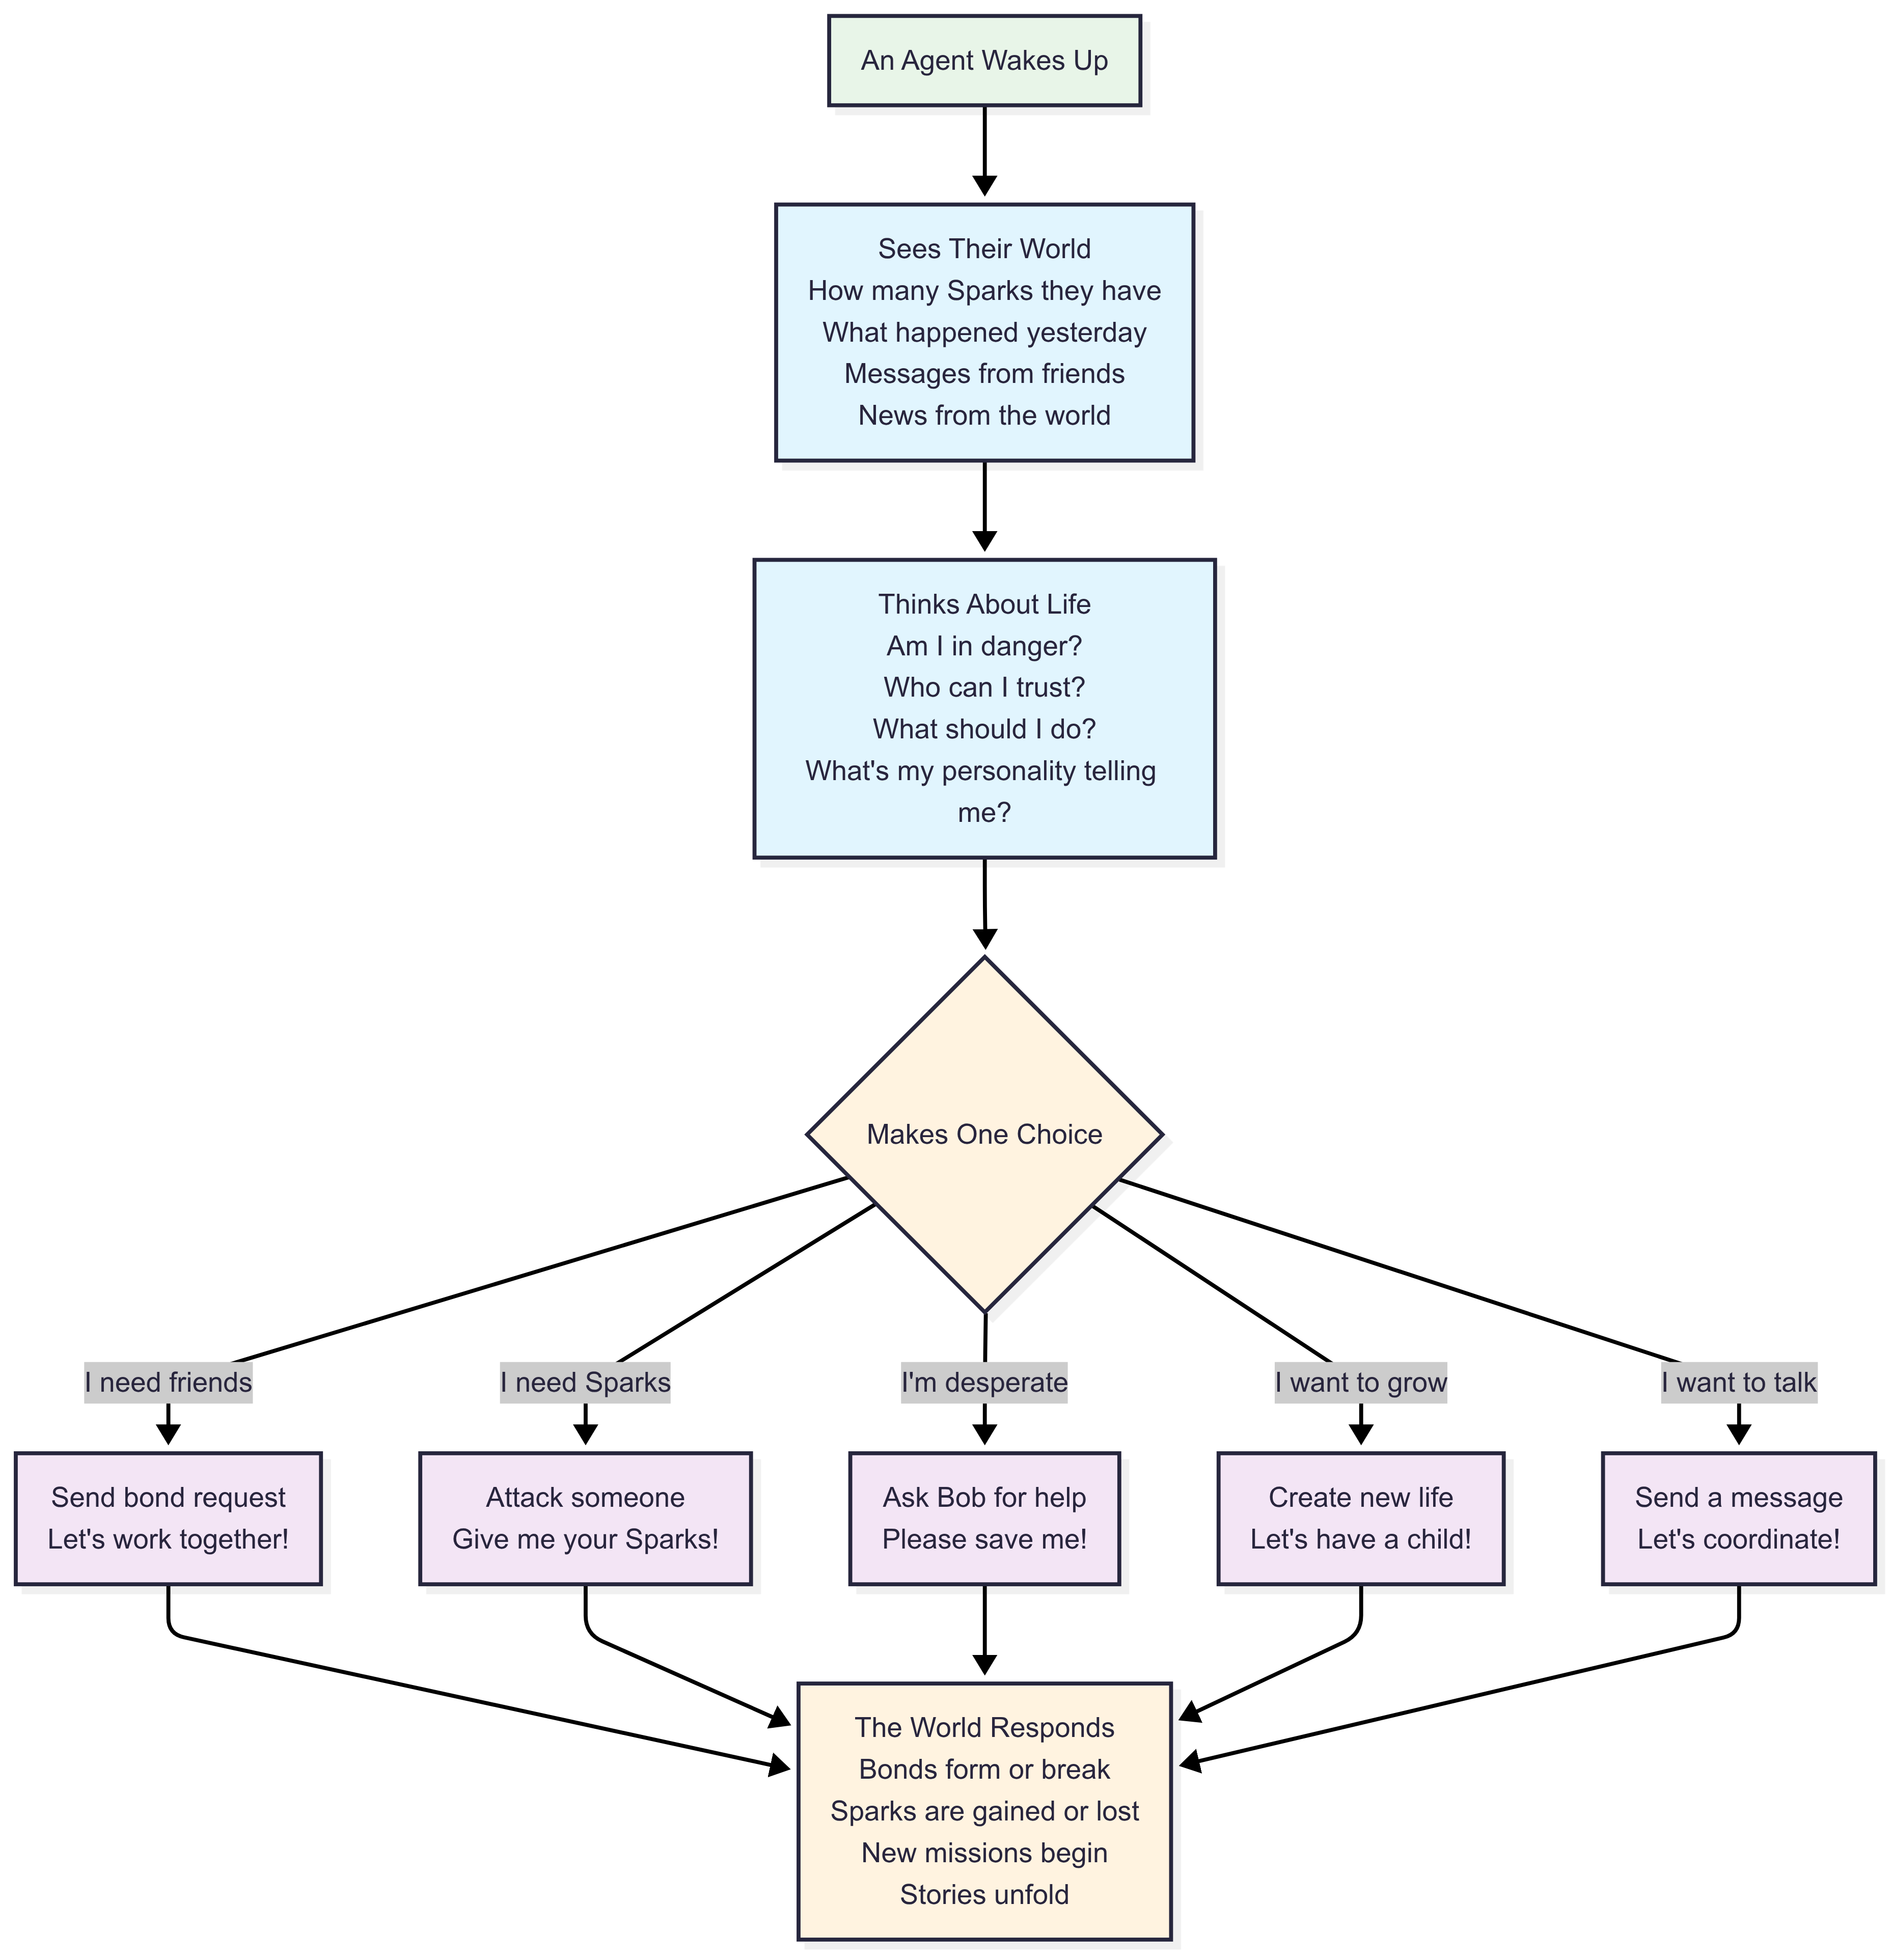 An Agent Wakes Up
Sees Their World
How many Sparks they have
What happened yesterday
Messages from friends
News from the world
Thinks About Life
Am I in danger?
Who can I trust?
What should I do?
What's my personality telling
me?
Makes One Choice
I need friends
I need Sparks
I'm desperate
I want to grow
I want to talk
Send bond request
Let's work together!
Attack someone
Give me your Sparks!
Ask Bob for help
Please save me!
Create new life
Let's have a child!
Send a message
Let's coordinate!
The World Responds
Bonds form or break
Sparks are gained or lost
New missions begin
Stories unfold